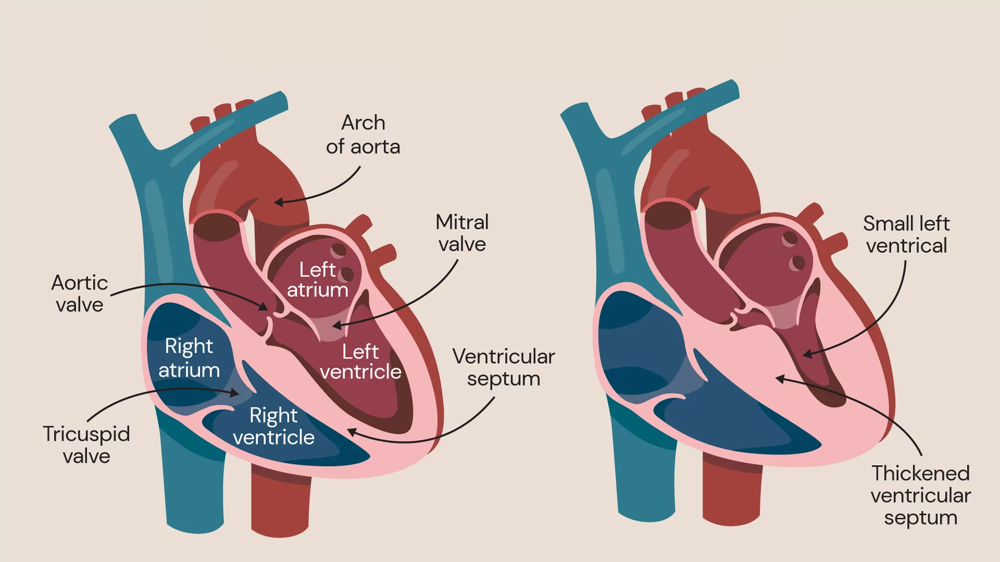 Arch
of aorta
Mitral
valve
Aortic
valve
Left
atrium
Right
atrium
Left
ventricle
Ventricular
septum
Right
ventricle
Tricuspid
valve
Small left
ventrical
Thickened
ventricular
septum